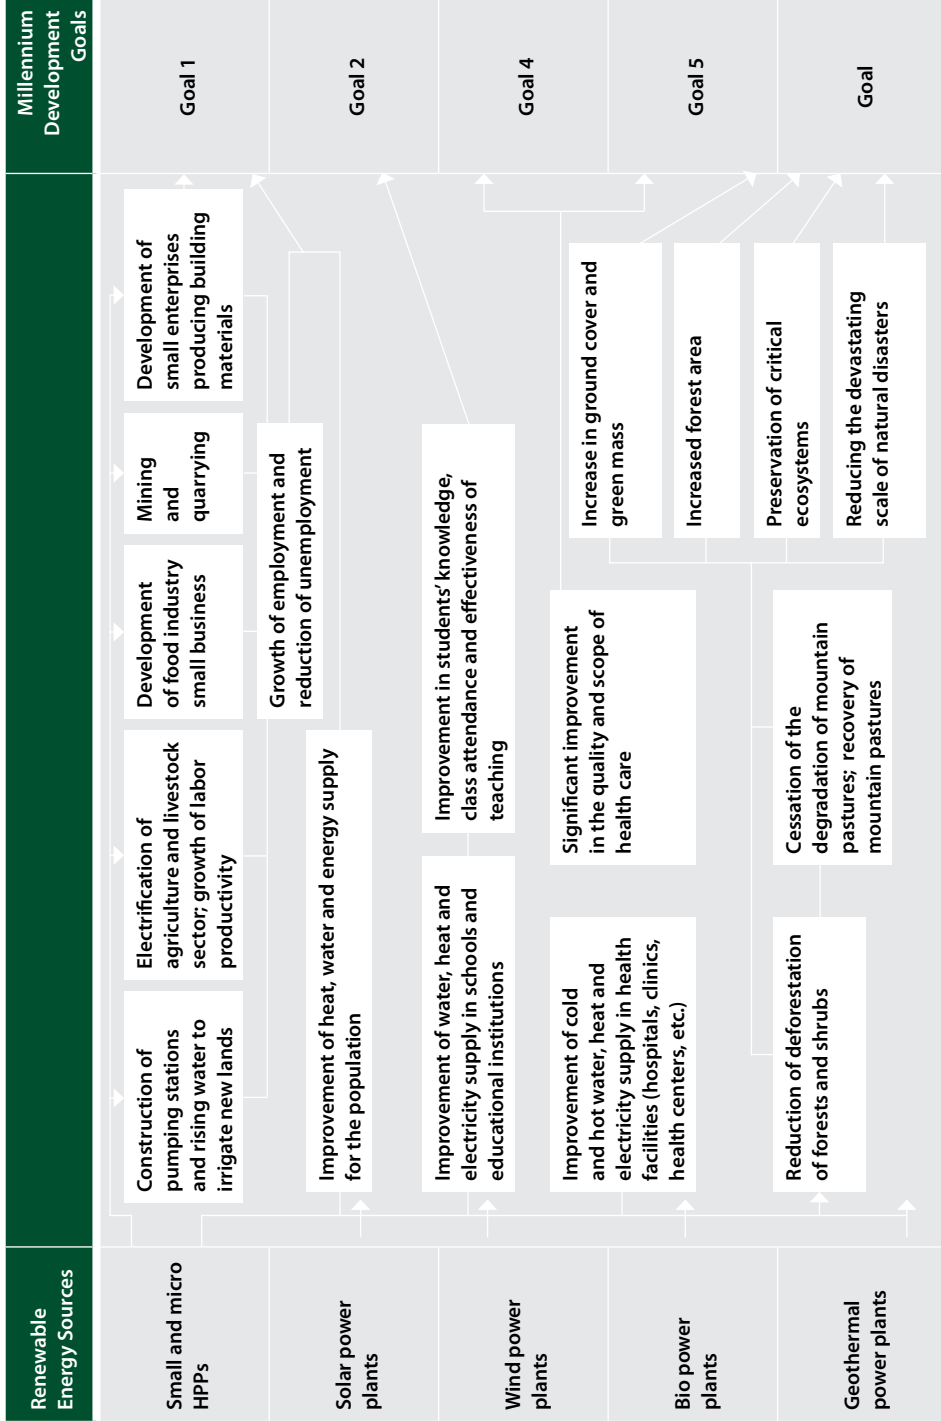 Renewable
Energy Sources
Millennium
Development
Goals
Small and micro
HPPs
Construction of
pumping stations
and rising water to
irrigate new lands
Electrification of
agriculture and livestock
sector; growth of labor
productivity
Development
of food industry
small business
Mining
and
quarrying
Development of
small enterprises
producing building
materials
Goal 1
Solar power
plants
Improvement of heat, water and energy supply
for the population
Growth of employment and
reduction of unemployment
Goal 2
Wind power
plants
Improvement of water, heat and
electricity supply in schools and
educational institutions
Improvement in students’ knowledge,
class attendance and effectiveness of
teaching
Goal 4
Bio power
plants
Improvement of cold
and hot water, heat and
electricity supply in health
facilities (hospitals, clinics,
health centers, etc.)
Significant improvement
in the quality and scope of
health care
Increase in ground cover and
green mass
Increased forest area
Goal 5
Geothermal
power plants
Reduction of deforestation
of forests and shrubs
Cessation of the
degradation of mountain
pastures; recovery of
mountain pastures
Preservation of critical
ecosystems
Reducing the devastating
scale of natural disasters
Goal